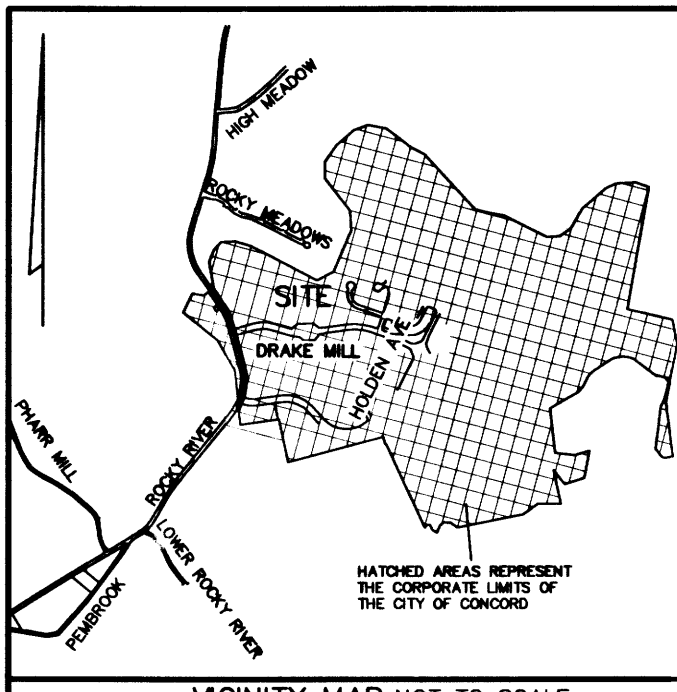 HIGH MEADOW
ROCKY MEADOWS
SITE
DRAKE MILL
HOLDEN AVE
PHARR MILL
ROCKY RIVER
LOWER ROCKY RIVER
PEMBROOK
HATCHED AREAS REPRESENT
THE CORPORATE LIMITS OF
THE CITY OF CONCORD
VICINITY MAP NOT TO SCALE